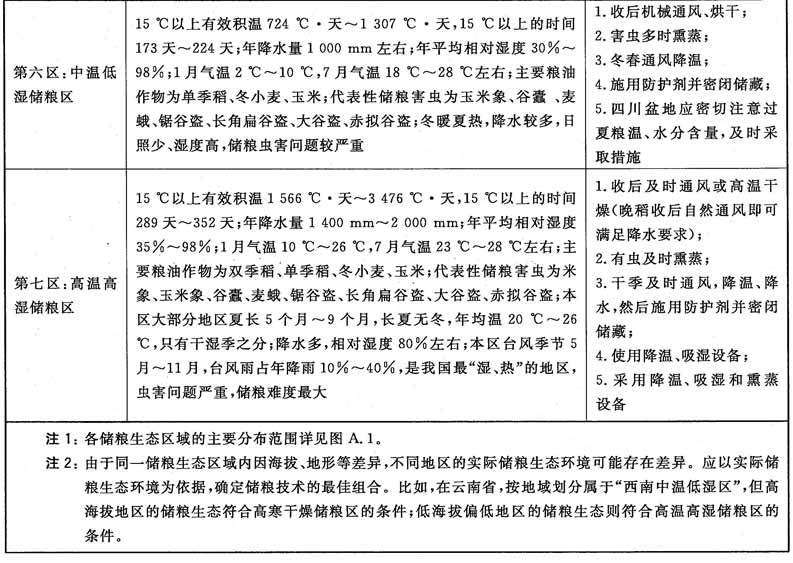 第六区:中温低
湿储粮区
15 ℃以上有效积温 724 ℃·天～1 307 ℃·天,15 ℃以上的时间
173 天～224 天;年降水量 1 000 mm 左右;年平均相对湿度 30%～
98%;1 月气温 2 ℃～10 ℃,7 月气温 18 ℃～28 ℃左右;主要粮油
作物为单季稻、冬小麦、玉米;代表性储粮害虫为玉米象、谷蠹、麦
蛾、锯谷盗、长角扁谷盗、大谷盗、赤拟谷盗;冬暖夏热,降水较多,日
照少、湿度高,储粮虫害问题较严重
1. 收后机械通风、烘干;
2. 害虫多时熏蒸;
3. 冬春通风降温;
4. 施用防护剂并密闭储藏;
5. 四川盆地应密切注意过
夏粮温、水分含量,及时采
取措施
第七区:高温高
湿储粮区
15 ℃以上有效积温 1 566 ℃·天～3 476 ℃·天,15 ℃以上的时间
289 天～352 天;年降水量 1 400 mm～2 000 mm;年平均相对湿度
35%～98%;1 月气温 10 ℃～26 ℃,7 月气温 23 ℃～28 ℃左右;主
要粮油作物为双季稻、单季稻、冬小麦、玉米;代表性储粮害虫为米
象、玉米象、谷蠹、麦蛾、锯谷盗、长角扁谷盗、大谷盗、赤拟谷盗;本
区大部分地区夏长 5 个月～9 个月,长夏无冬,年均温 20 ℃～26
℃,只有干湿季之分;降水多,相对湿度 80%左右;本区台风季节 5
月～11 月,台风雨占年降雨 10%～40%,是我国最“湿、热”的地区,
虫害问题严重,储粮难度最大
1. 收后及时通风或高温干
燥(晚稻收后自然通风即可
满足降水要求);
2. 有虫及时熏蒸;
3. 干季及时通风,降温、降
水,然后施用防护剂并密闭
储藏;
4. 使用降温、吸湿设备;
5. 采用降温、吸湿和熏蒸
设备
注 1: 各储粮生态区域的主要分布范围详见图 A.1。
注 2: 由于同一储粮生态区域内因海拔、地形等差异,不同地区的实际储粮生态环境可能存在差异。应以实际储
粮生态环境为依据,确定储粮技术的最佳组合。比如,在云南省,按地域划分属于“西南中温低湿区”,但高
海拔地区的储粮生态符合高寒干燥储粮区的条件;低海拔偏低地区的储粮生态则符合高温高湿储粮区的
条件。